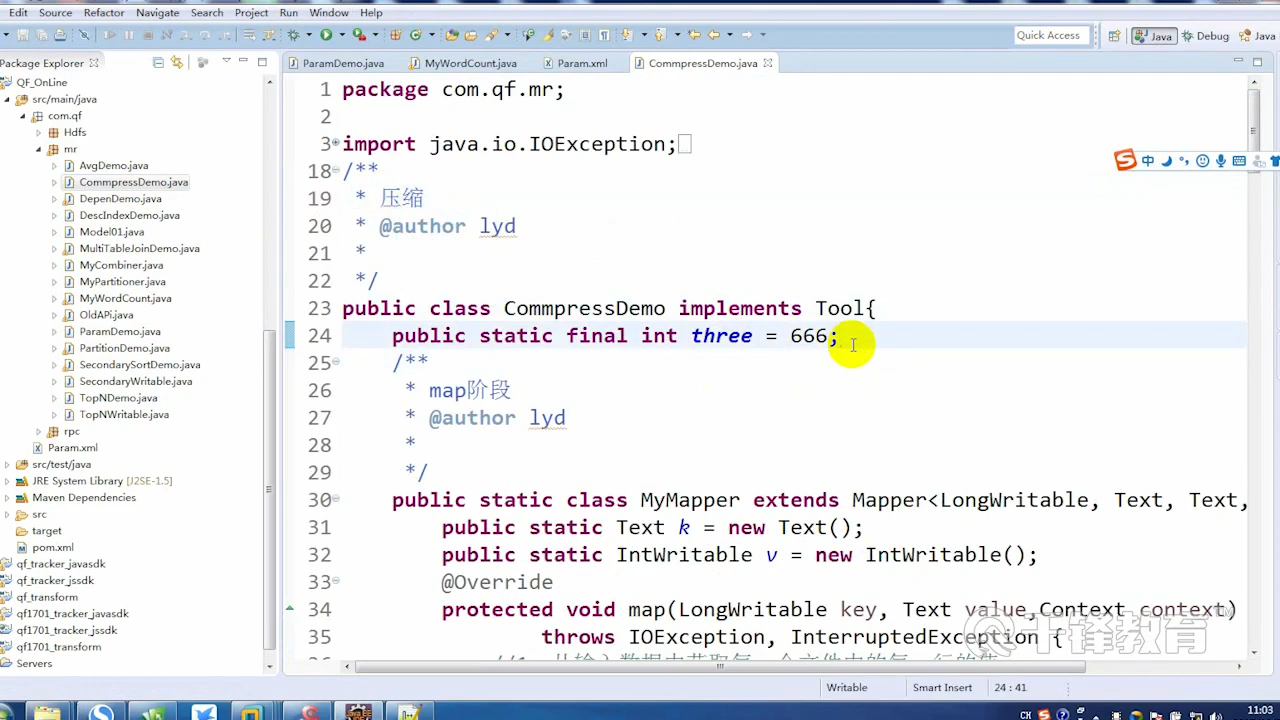 Edit Source Refactor Navigate Search Project Run Window Help
Quick Access
Java
Debug
Java
Package Explorer
QF_OnLine
src/main/java
com.qf
Hdfs
mr
AvgDemo.java
CommpressDemo.java
DepenDemo.java
DescIndexDemo.java
Model01.java
MultiTableJoinDemo.java
MyCombiner.java
MyPartitioner.java
MyWordCount.java
OldApi.java
ParamDemo.java
PartitionDemo.java
SecondarySortDemo.java
SecondaryWritable.java
TopNDemo.java
TopNWritable.java
rpc
Param.xml
src/test/java
JRE System Library [J2SE-1.5]
Maven Dependencies
src
target
pom.xml
qf_tracker_javasdk
qf_tracker_jssdk
qf_transform
qf1701_tracker_javasdk
qf1701_tracker_jssdk
qf1701_transform
Servers
ParamDemo.java MyWordCount.java Param.xml CommpressDemo.java
1 package com.qf.mr;
2
3 import java.io.IOException;
18 /**
19 * 压缩
20 * @author lyd
21 *
22 */
23 public class CommpressDemo implements Tool{
24 public static final int three = 666;
25 /**
26 * map阶段
27 * @author lyd
28 *
29 */
30 public static class MyMapper extends Mapper<LongWritable, Text, Text,
31 public static Text k = new Text();
32 public static IntWritable v = new IntWritable();
33 @Override
34 protected void map(LongWritable key, Text value,Context context)
35 throws IOException, InterruptedException {
中
千锋教育
Writable Smart Insert 24 : 41
CK
11:03